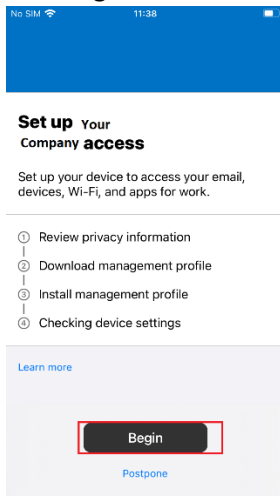 No SIM 11:38
Set up Your
Company access
Set up your device to access your email,
devices, Wi-Fi, and apps for work.
1 Review privacy information
2 Download management profile
3 Install management profile
4 Checking device settings
Learn more
Begin
Postpone